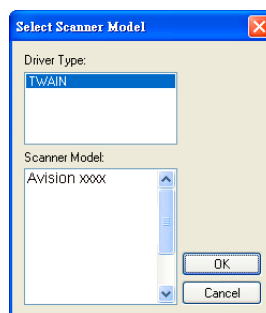 Select Scanner Model
Driver Type:
TWAIN
Scanner Model:
Avision xxxx
OK
Cancel